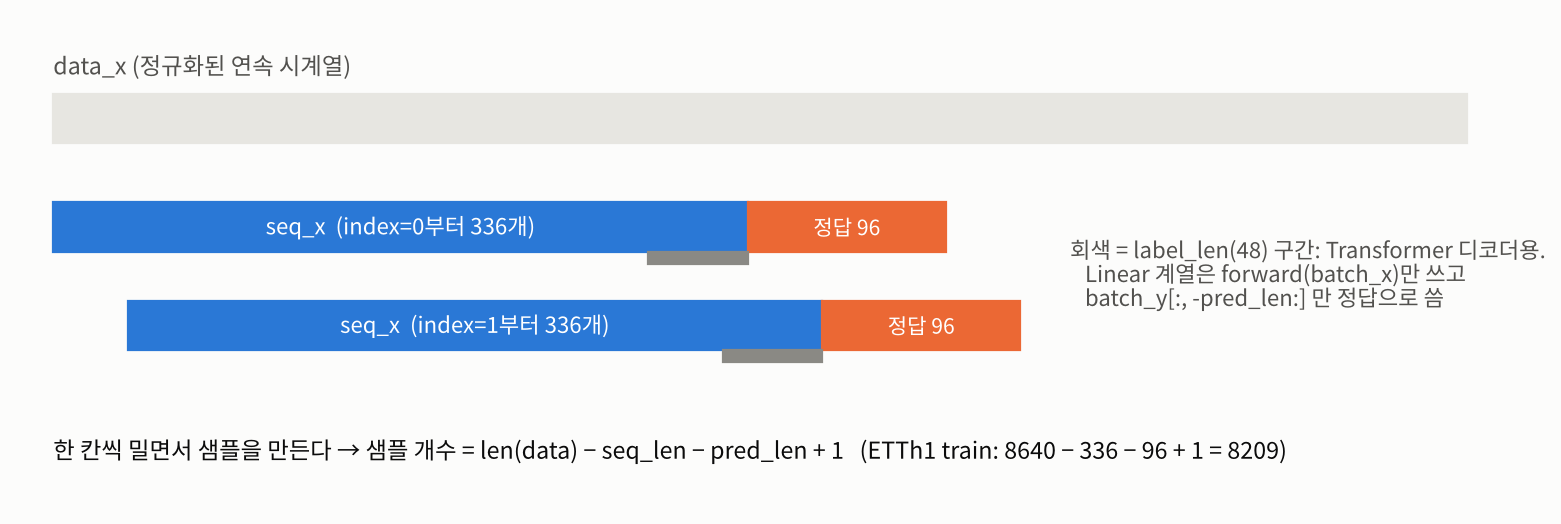 data_x (정규화된 연속 시계열)
seq_x (index=0부터 336개)
정답 96
회색 = label_len(48) 구간: Transformer 디코더용.
Linear 계열은 forward(batch_x)만 쓰고
batch_y[:, -pred_len:] 만 정답으로 씀
seq_x (index=1부터 336개)
정답 96
한 칸씩 밀면서 샘플을 만든다 → 샘플 개수 = len(data) − seq_len − pred_len + 1 (ETTh1 train: 8640 − 336 − 96 + 1 = 8209)